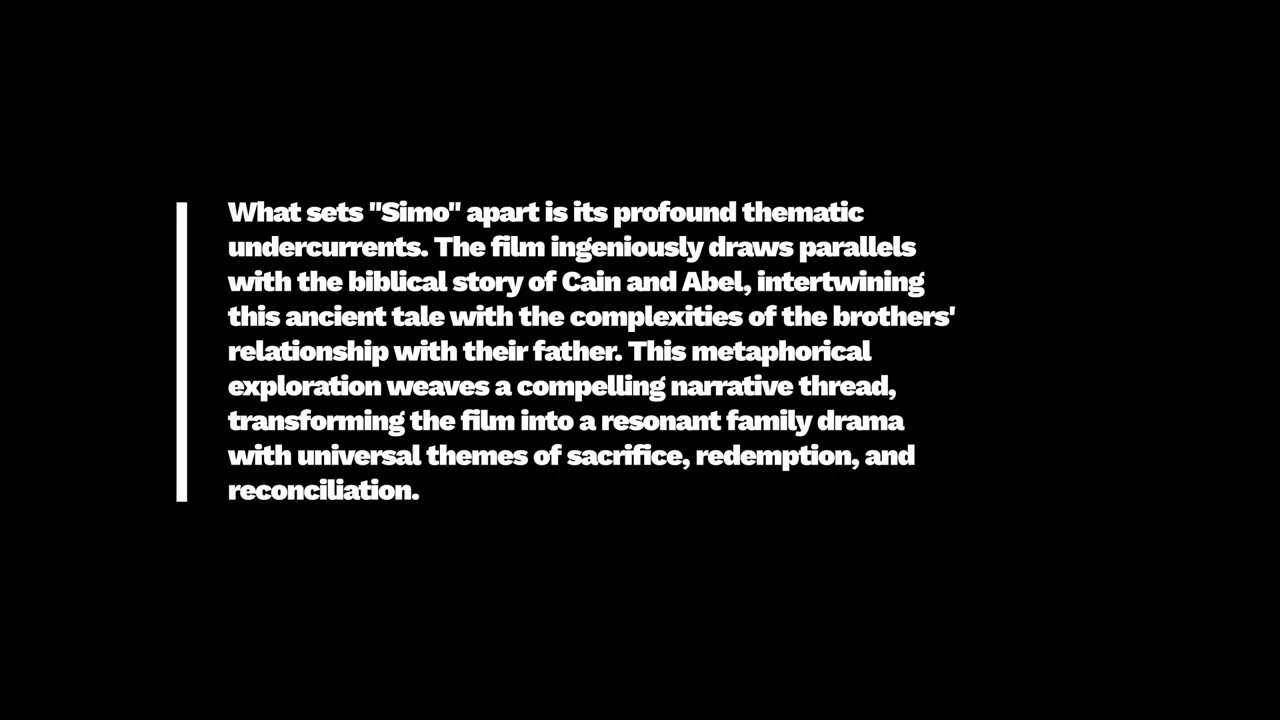 What sets "Simo" apart is its profound thematic
undercurrents. The film ingeniously draws parallels
with the biblical story of Cain and Abel, intertwining
this ancient tale with the complexities of the brothers'
relationship with their father. This metaphorical
exploration weaves a compelling narrative thread,
transforming the film into a resonant family drama
with universal themes of sacrifice, redemption, and
reconciliation.